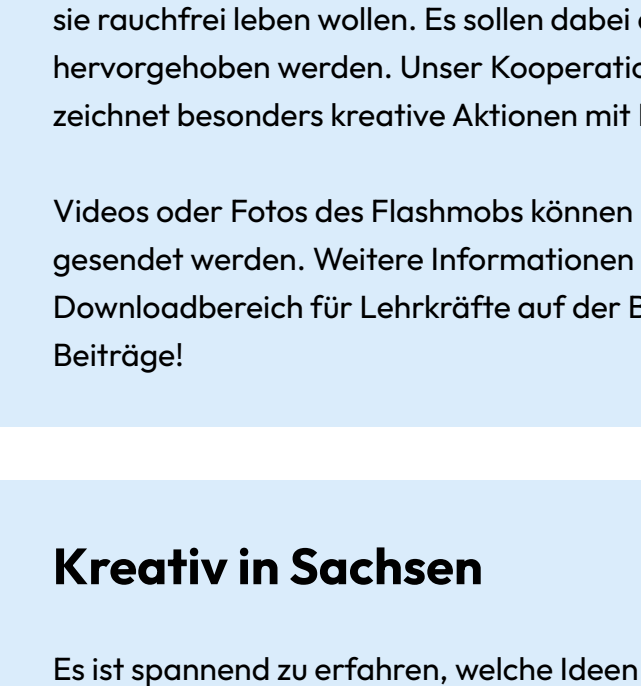 sie rauchfrei leben wollen. Es sollen dabei
hervorgehoben werden. Unser
zeichnet besonders kreative Aktionen mit
Videos oder Fotos des Flashmobs können
gesendet werden. Weitere Informationen
Downloadbereich für Lehrkräfte auf der
Beiträge!
Kreativ in Sachsen
Es ist spannend zu erfahren, welche Ideen